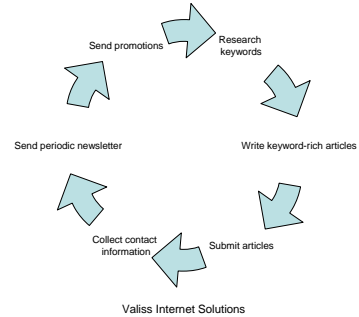 Send promotions
Research
keywords
Send periodic newsletter
Write keyword-rich articles
Collect contact
information
Submit articles
Valiss Internet Solutions